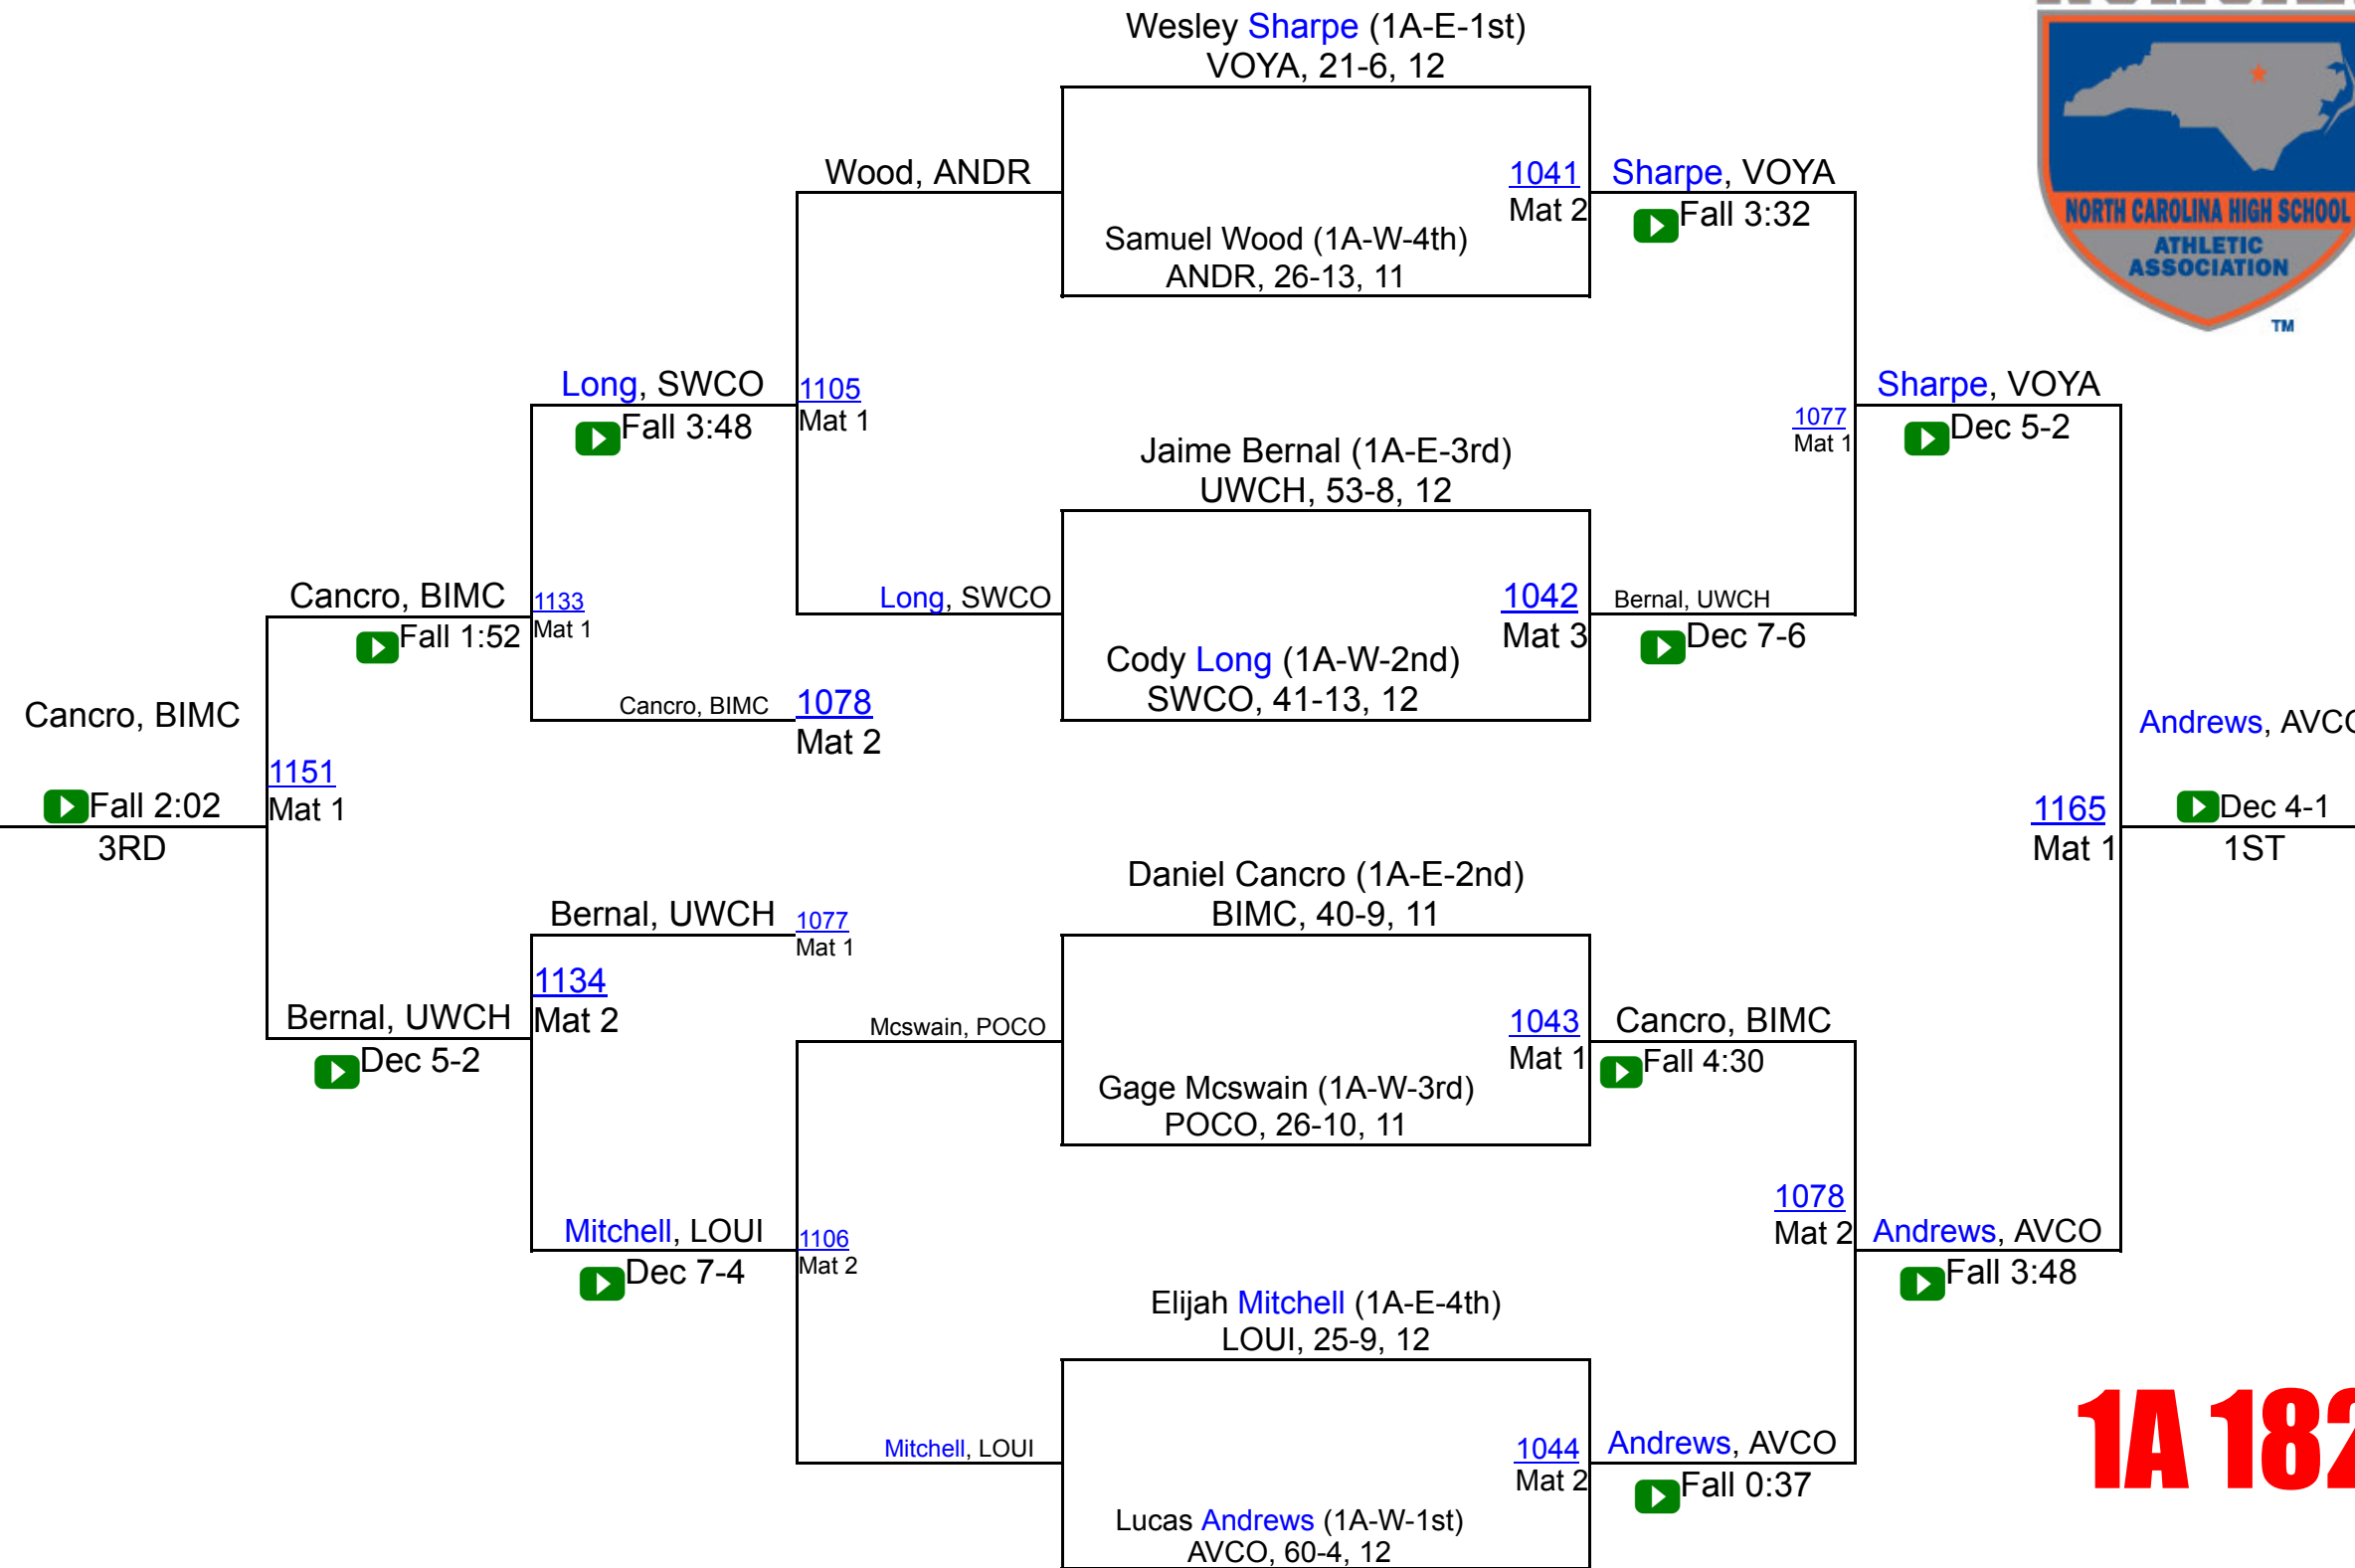 Wesley Sharpe (1A-E-1st)
VOYA, 21-6, 12
Wood, ANDR
1041
Mat 2
Sharpe, VOYA
Fall 3:32
Samuel Wood (1A-W-4th)
ANDR, 26-13, 11
NORTH CAROLINA HIGH SCHOOL
ATHLETIC
ASSOCIATION
TM
Long, SWCO
Fall 3:48
1105
Mat 1
Jaime Bernal (1A-E-3rd)
UWCH, 53-8, 12
1077
Mat 1
Sharpe, VOYA
Dec 5-2
Cancro, BIMC
Fall 1:52
1133
Mat 1
Long, SWCO
1042
Mat 3
Bernal, UWCH
Dec 7-6
Cody Long (1A-W-2nd)
SWCO, 41-13, 12
Cancro, BIMC
1078
Mat 2
Cancro, BIMC
Fall 2:02
3RD
1151
Mat 1
Andrews,
1165
Mat 1
Dec 4-1
1ST
Daniel Cancro (1A-E-2nd)
BIMC, 40-9, 11
Bernal, UWCH
1077
Mat 1
1134
Mat 2
Bernal, UWCH
Dec 5-2
Mcswain, POCO
1043
Mat 1
Cancro, BIMC
Fall 4:30
Gage Mcswain (1A-W-3rd)
POCO, 26-10, 11
Mitchell, LOUI
Dec 7-4
1106
Mat 2
1078
Mat 2
Andrews, AVCO
Fall 3:48
Elijah Mitchell (1A-E-4th)
LOUI, 25-9, 12
Mitchell, LOUI
1044
Mat 2
Andrews, AVCO
Fall 0:37
Lucas Andrews (1A-W-1st)
AVCO, 60-4, 12
1A 182